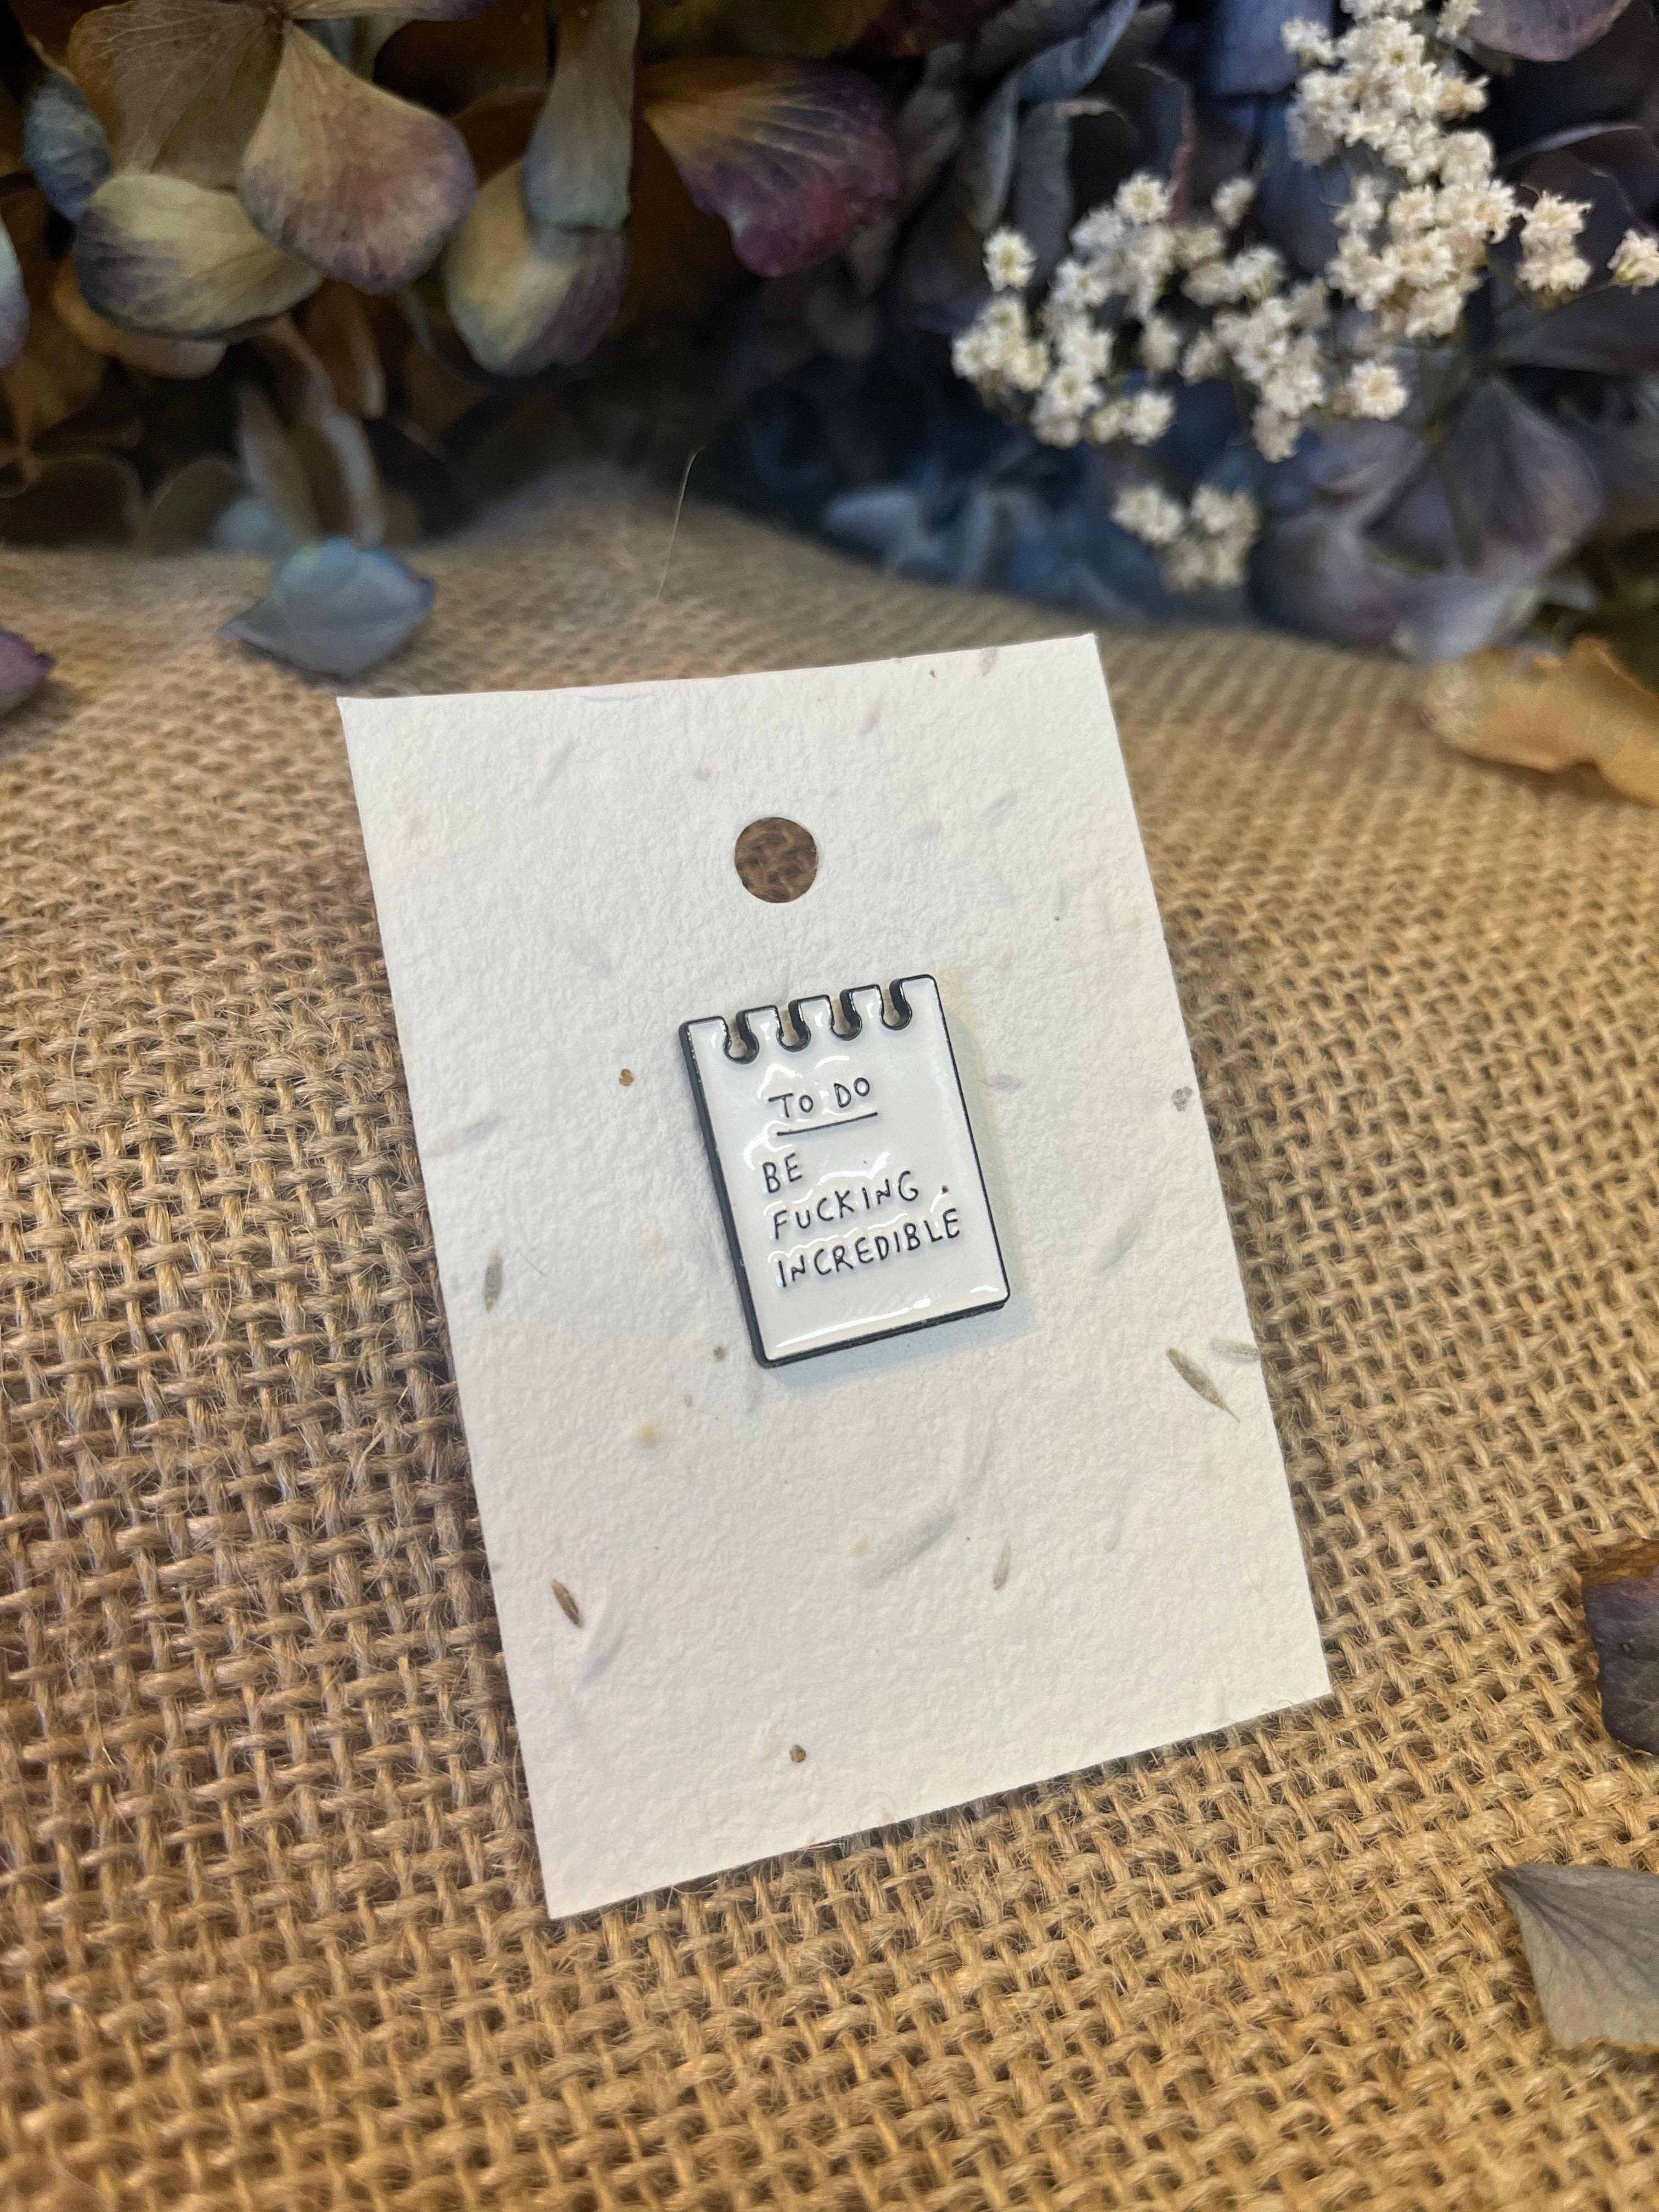 TO DO
BE
FUCKING
INCREDIBLE